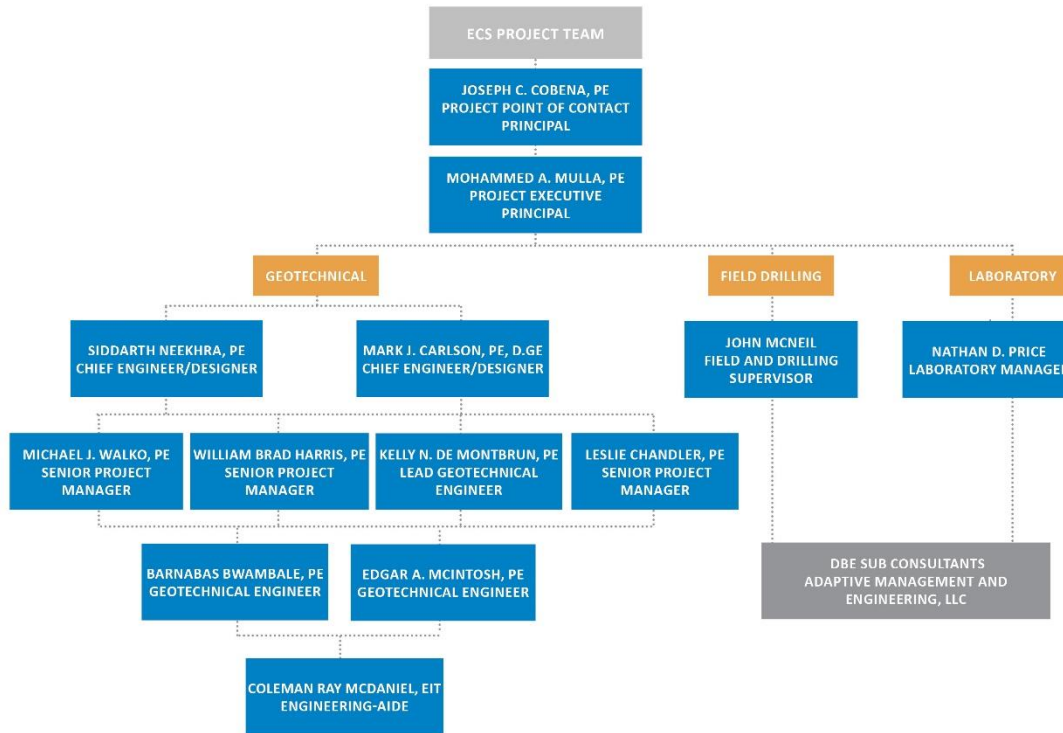 ECS PROJECT TEAM
JOSEPH C. COBENA, PE
PROJECT POINT OF CONTACT
PRINCIPAL
MOHAMMED A. MULLA, PE
PROJECT EXECUTIVE
PRINCIPAL
GEOTECHNICAL
FIELD DRILLING
LABORATORY
SIDDARTH NEEKHRA, PE
CHIEF ENGINEER/DESIGNER
MARK J. CARLSON, PE, D.GE
CHIEF ENGINEER/DESIGNER
JOHN MCNEIL
FIELD AND DRILLING
SUPERVISOR
NATHAN D. PRICE
LABORATORY MANAGER
MICHAEL J. WALKO, PE
SENIOR PROJECT
MANAGER
WILLIAM BRAD HARRIS, PE
SENIOR PROJECT
MANAGER
KELLY N. DE MONTBRUN, PE
LEAD GEOTECHNICAL
ENGINEER
LESLIE CHANDLER, PE
SENIOR PROJECT
MANAGER
BARNABAS BWAMBALE, PE
GEOTECHNICAL ENGINEER
EDGAR A. MCINTOSH, PE
GEOTECHNICAL ENGINEER
DBE SUB CONSULTANTS
ADAPTIVE MANAGEMENT AND
ENGINEERING, LLC
COLEMAN RAY MCDANIEL, EIT
ENGINEERING-AIDE